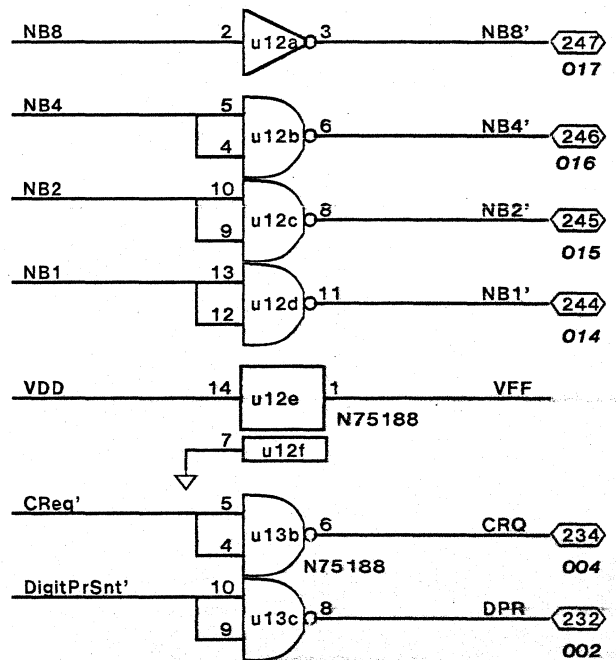 NB8 2 u12a 3 NB8' 247
017
NB4 5 6 NB4' 246
4 u12b 016
NB2 10 8 NB2' 245
9 u12c 015
NB1 13 11 NB1' 244
12 u12d 014
VDD 14 u12e 1 VFF
N75188
7 u12f
CReq' 5 6 CRQ 234
4 u13b N75188 004
DigitPrSnt' 10 8 DPR 232
9 u13c 002